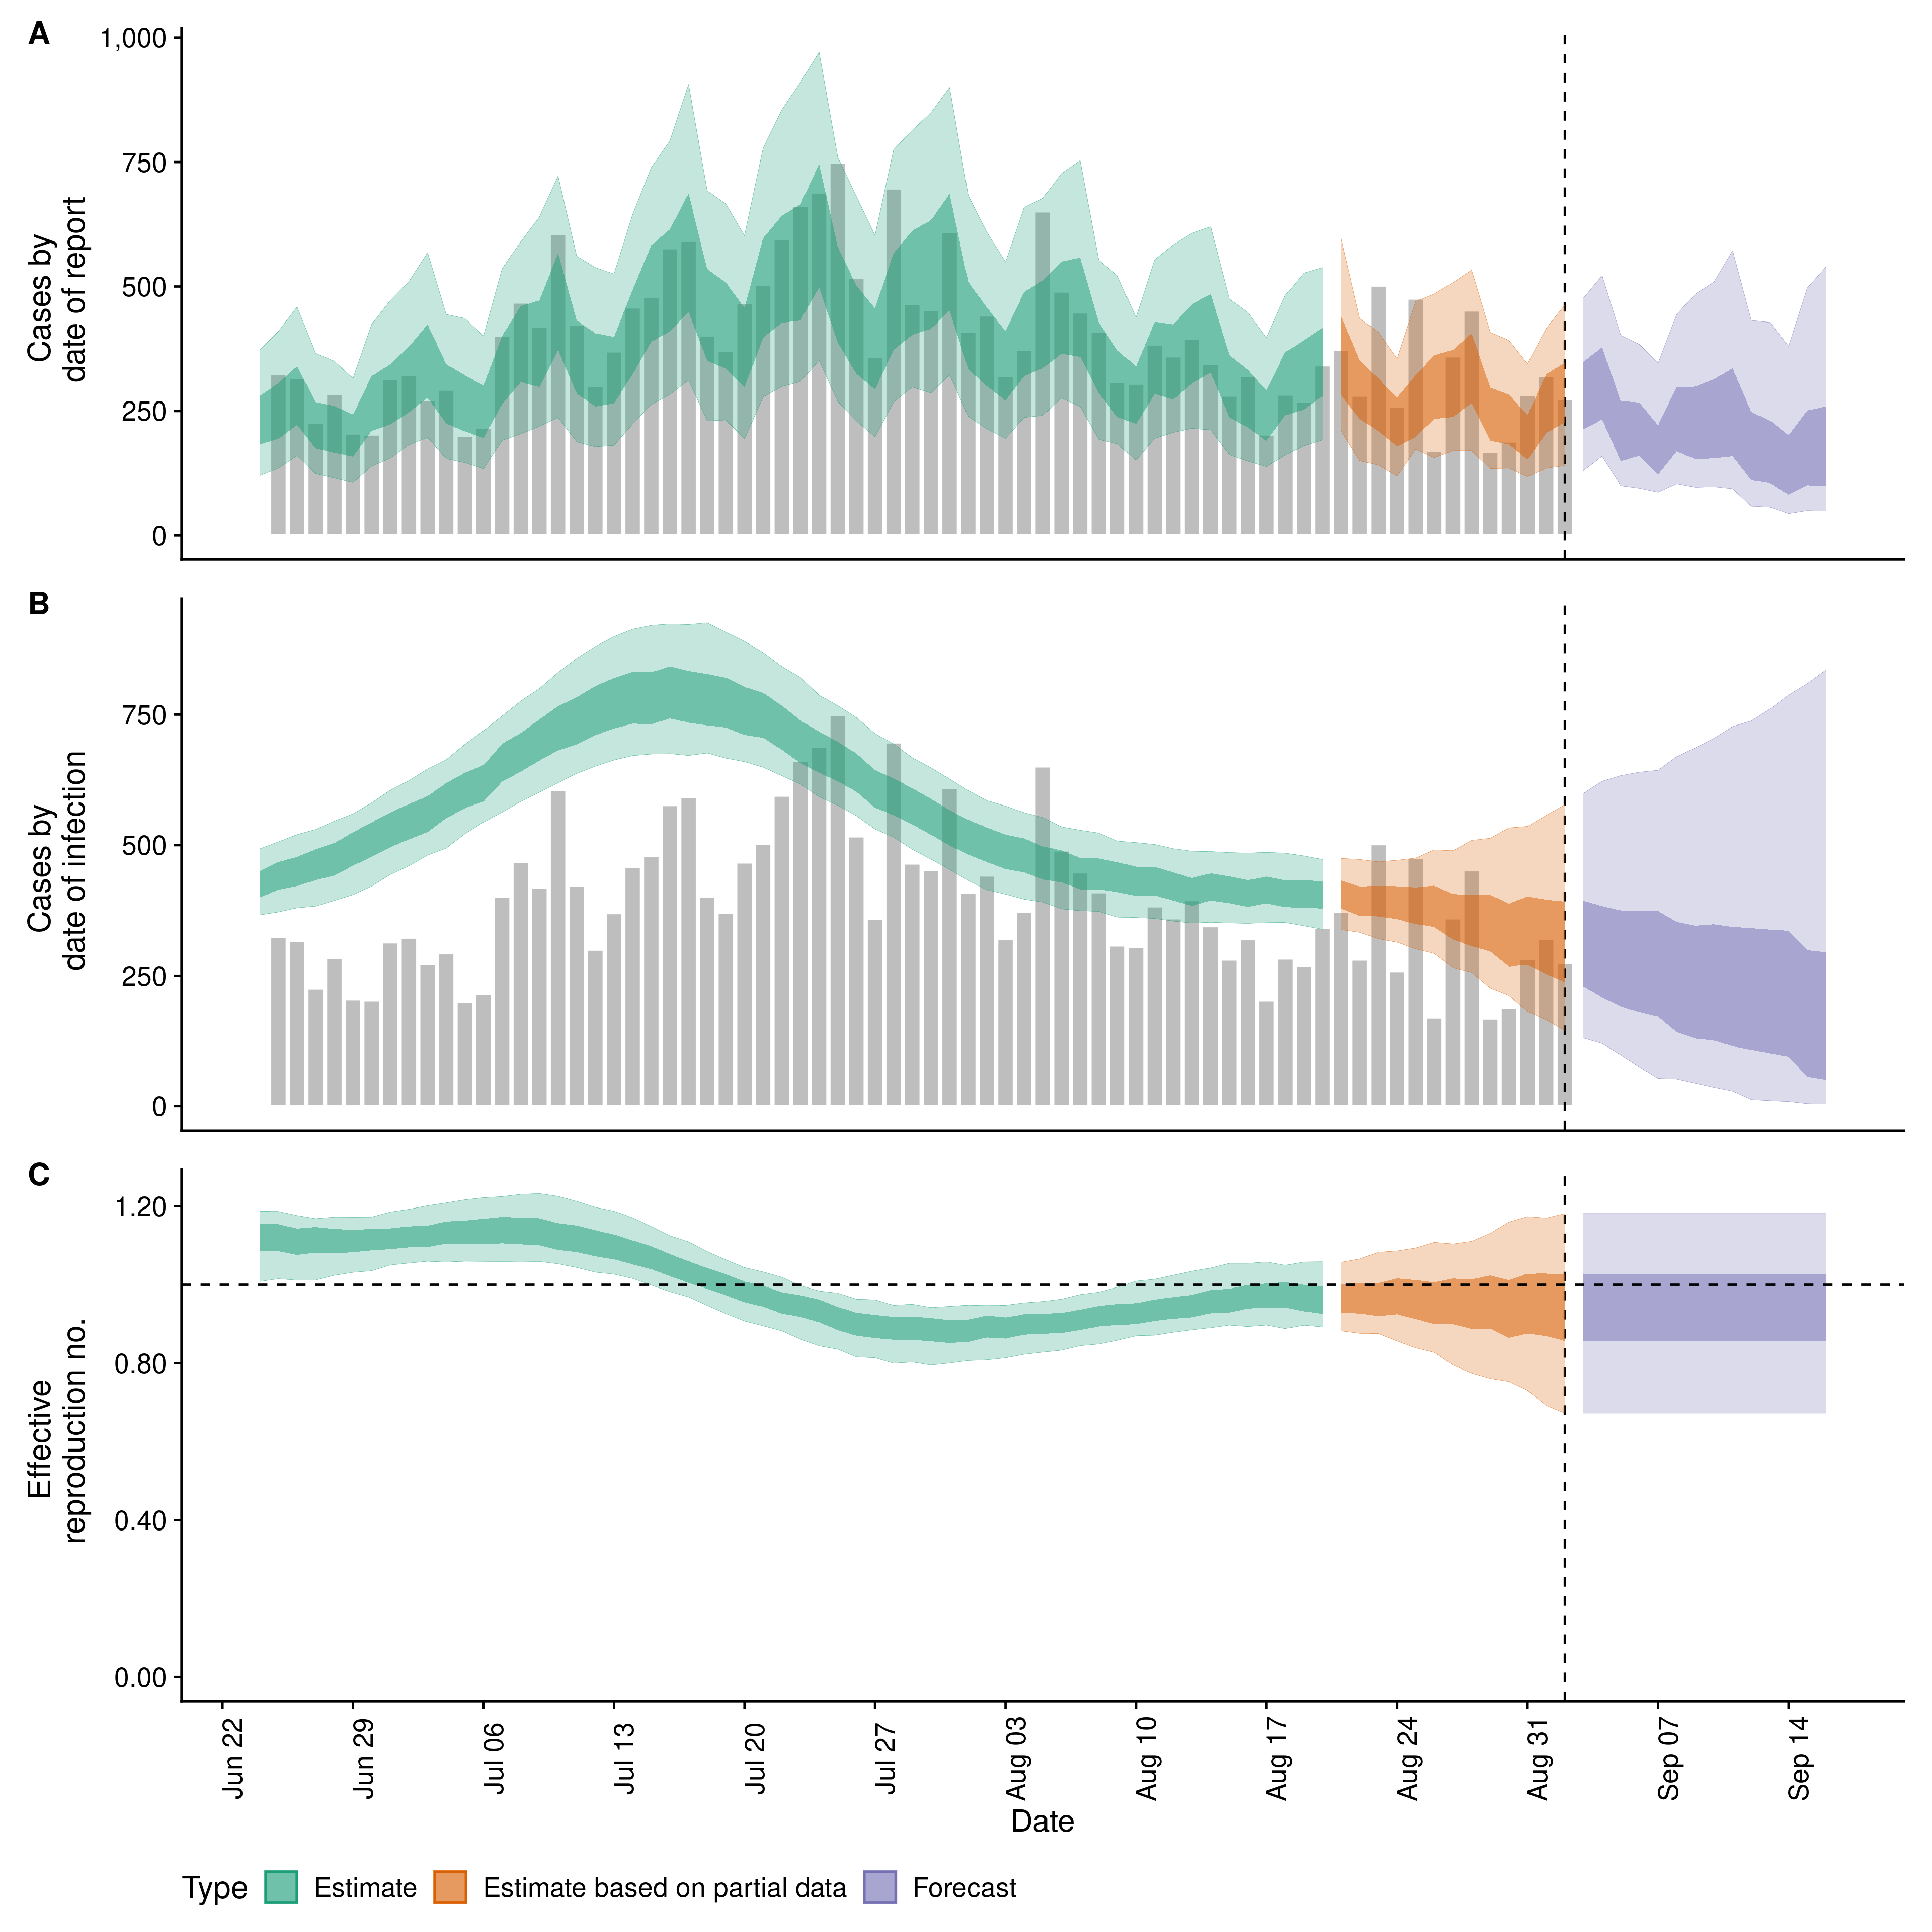 A
1,000
750
500
250
0
Cases by
date of report
B
750
500
250
0
Cases by
date of infection
C
1.20
0.80
0.40
0.00
Effective
reproduction no.
Jun 22
Jun 29
Jul 06
Jul 13
Jul 20
Jul 27
Aug 03
Aug 10
Aug 17
Aug 24
Aug 31
Sep 07
Sep 14
Date
Type Estimate Estimate based on partial data Forecast